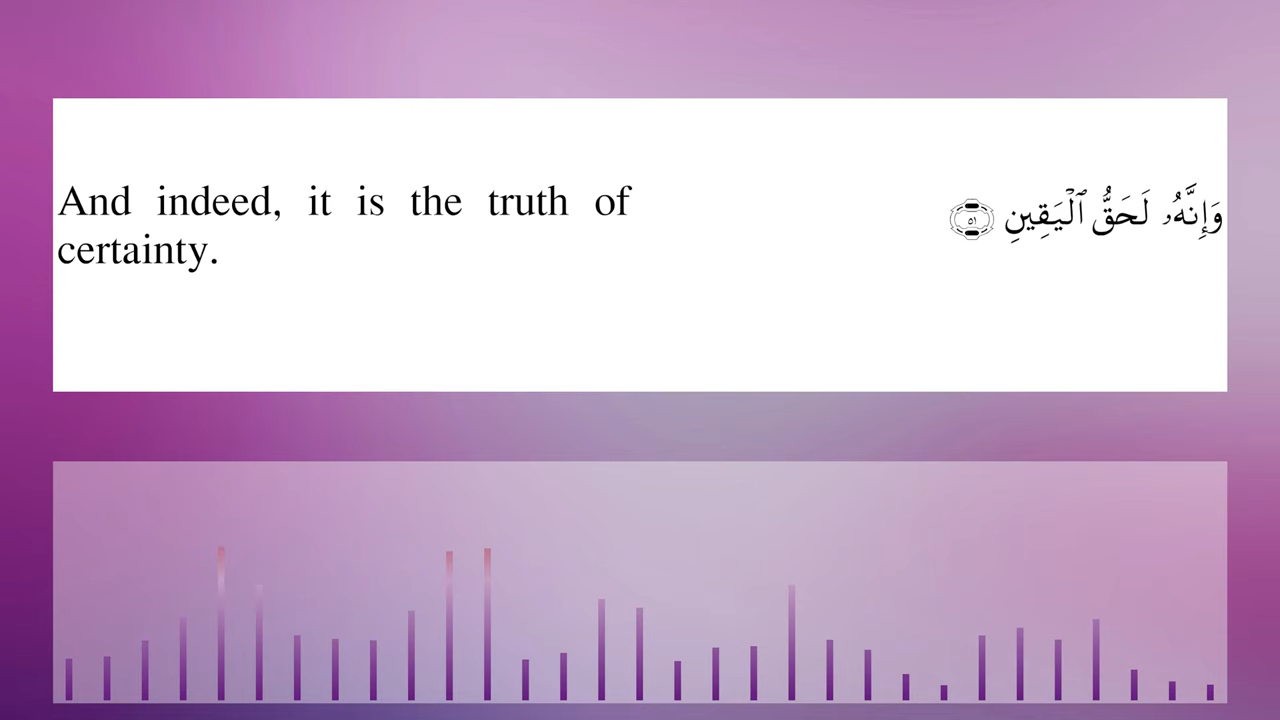 And indeed, it is the truth of
certainty.
وَإِنَّهُۥ لَحَقُّ ٱلْيَقِينِ ٥١